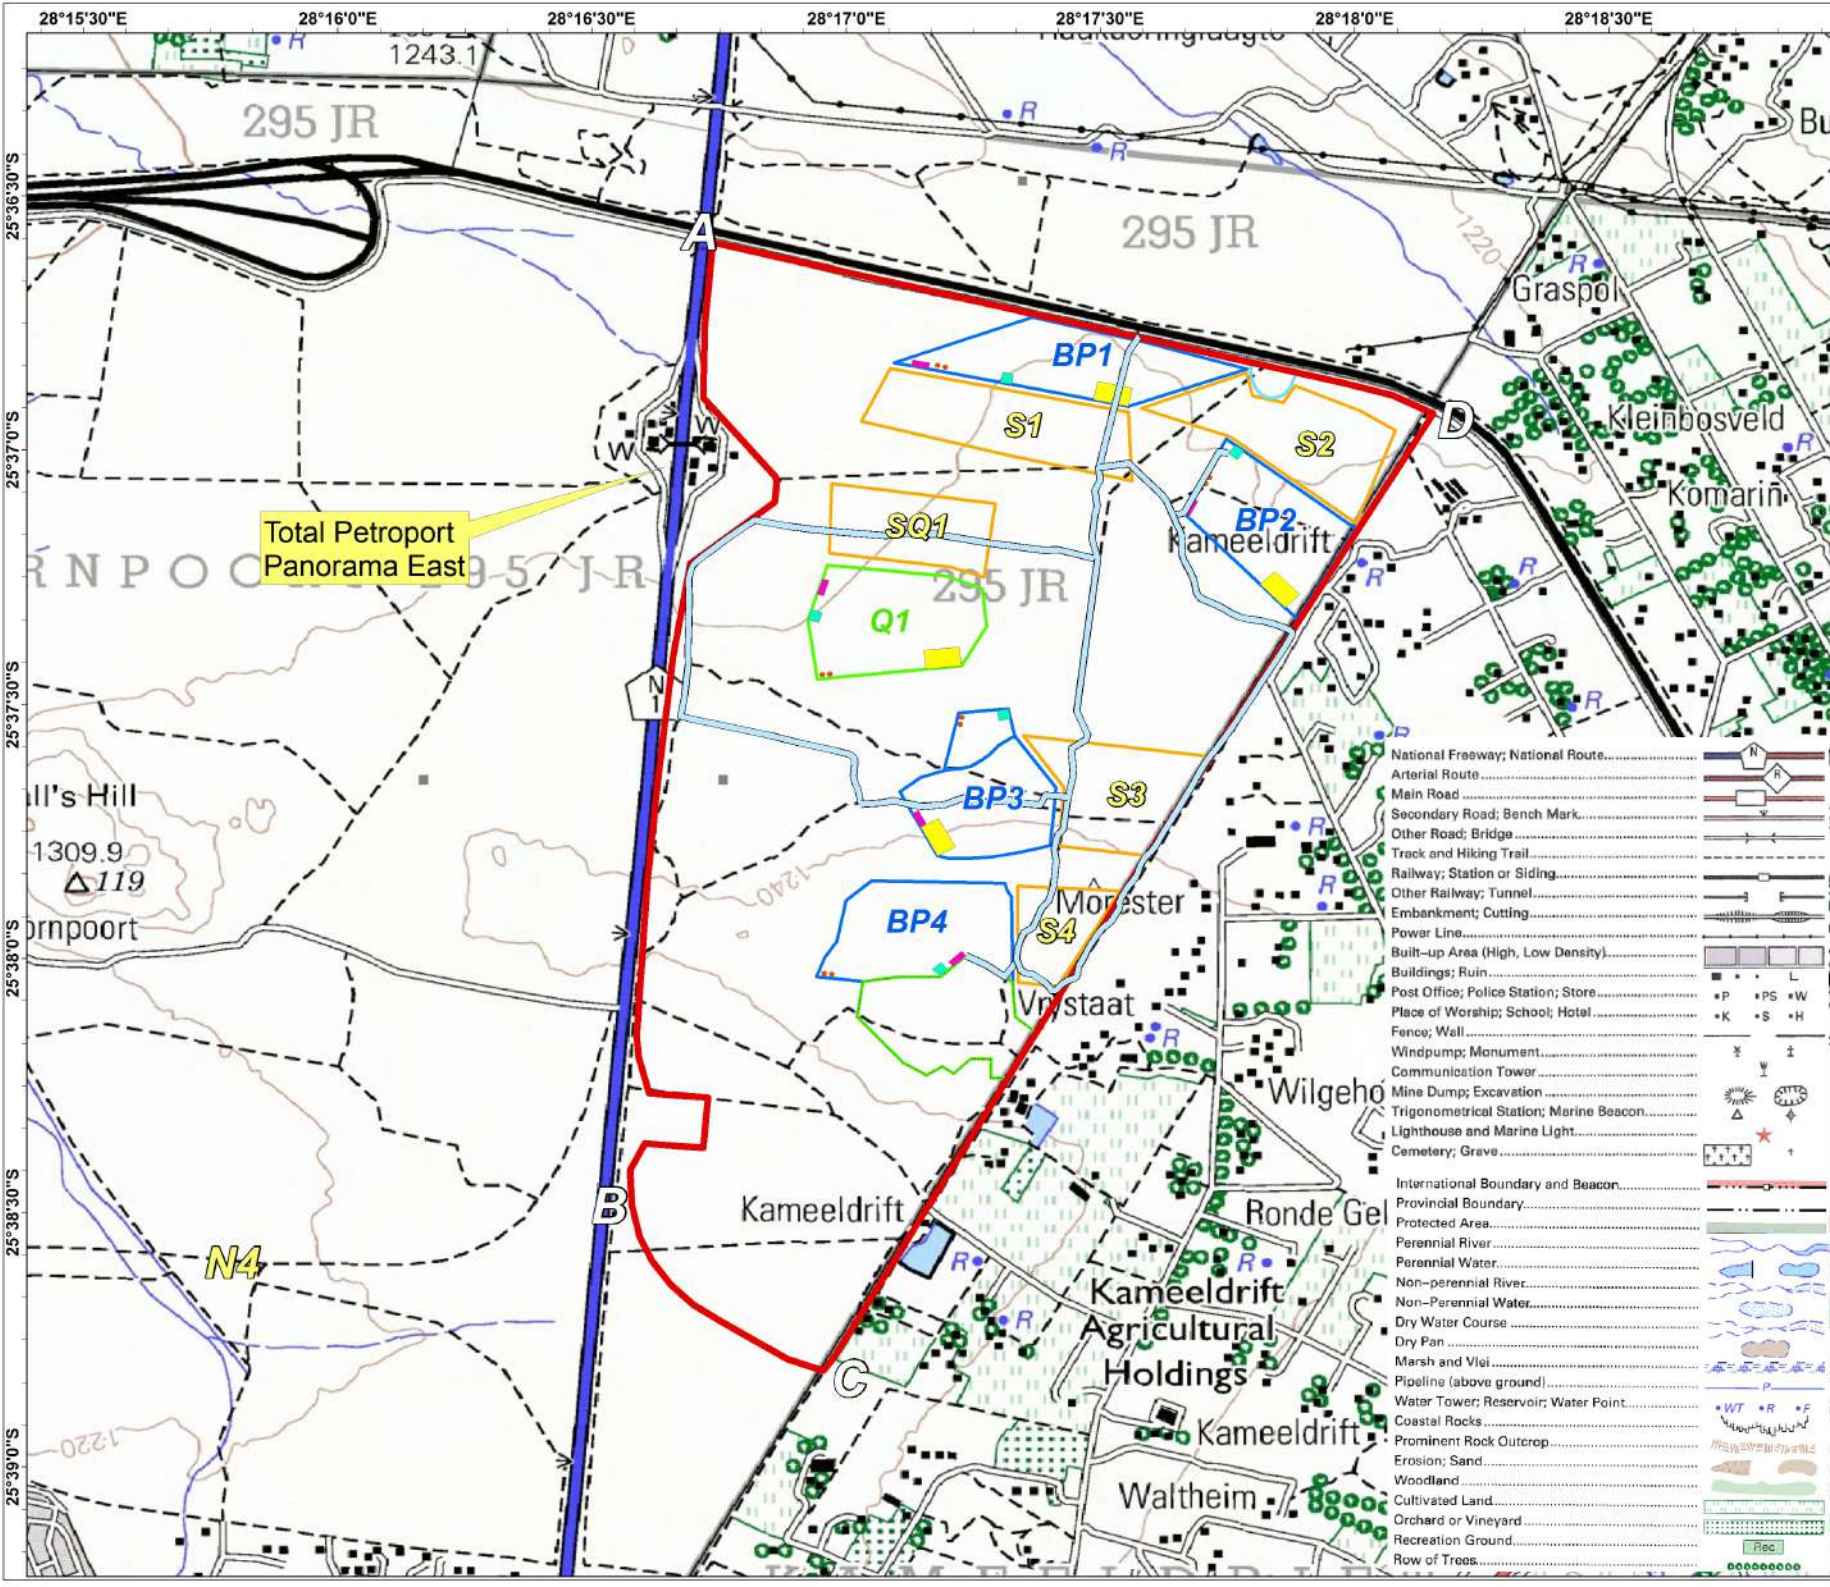 28°15'30"E
28°16'0"E
28°16'30"E
28°17'0"E
28°17'30"E
28°18'0"E
28°18'30"E
R
1243.1
295 JR
R
R
25°36'30"S
A
295 JR
1220
R
Graspol
BP1
D
Kleinbosveld
S1
S2
W
W
R
25°37'0"S
Komarin
Total Petroport
Panorama East
SQ1
BP2
Kameeldrift
295 JR
R
R
Q1
N
1
25°37'30"S
R
R
BP3
S3
R
1309.9
119
1240
R
Morester
BP4
S4
25°38'0"S
Vrystaat
R
Kameeldrift
B
25°38'30"S
N4
R
R
Kameeldrift
Agricultural
Holdings
R
C
1220
Kameeldrift
25°39'0"S
Waltheim
National Freeway; National Route
N
Arterial Route
R
Main Road
Secondary Road; Bench Mark
Other Road; Bridge
Track and Hiking Trail
Railway; Station or Siding
Other Railway; Tunnel
Embankment; Cutting
Power Line
Built-up Area (High, Low Density)
Buildings; Ruin
Post Office; Police Station; Store
P PS W
Place of Worship; School; Hotel
K S H
Fence; Wall
Windpump; Monument
Communication Tower
Mine Dump; Excavation
Trigonometrical Station; Marine Beacon
Lighthouse and Marine Light
Cemetery; Grave
International Boundary and Beacon
Provincial Boundary
Protected Area
Perennial River
Perennial Water
Non-perennial River
Non-Perennial Water
Dry Water Course
Dry Pan
Marsh and Vlei
Pipeline (above ground)
P
Water Tower; Reservoir; Water Point
WT R F
Coastal Rocks
Prominent Rock Outcrop
Erosion; Sand
Woodland
Cultivated Land
Orchard or Vineyard
Recreation Ground
Rec
Row of Trees